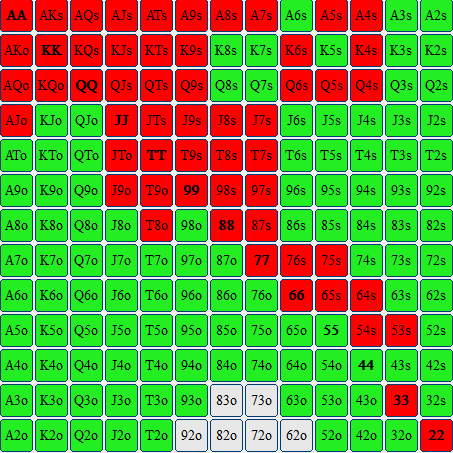 AA AKs AQs AJs ATs A9s A8s A7s A6s A5s A4s A3s A2s
AKo KK KQs KJs KTs K9s K8s K7s K6s K5s K4s K3s K2s
AQo KQo QQ QJs QTs Q9s Q8s Q7s Q6s Q5s Q4s Q3s Q2s
AJo KJo QJo JJ JTs J9s J8s J7s J6s J5s J4s J3s J2s
ATo KTo QTo JTo TT T9s T8s T7s T6s T5s T4s T3s T2s
A9o K9o Q9o J9o T9o 99 98s 97s 96s 95s 94s 93s 92s
A8o K8o Q8o J8o T8o 98o 88 87s 86s 85s 84s 83s 82s
A7o K7o Q7o J7o T7o 97o 87o 77 76s 75s 74s 73s 72s
A6o K6o Q6o J6o T6o 96o 86o 76o 66 65s 64s 63s 62s
A5o K5o Q5o J5o T5o 95o 85o 75o 65o 55 54s 53s 52s
A4o K4o Q4o J4o T4o 94o 84o 74o 64o 54o 44 43s 42s
A3o K3o Q3o J3o T3o 93o 83o 73o 63o 53o 43o 33 32s
A2o K2o Q2o J2o T2o 92o 82o 72o 62o 52o 42o 32o 22